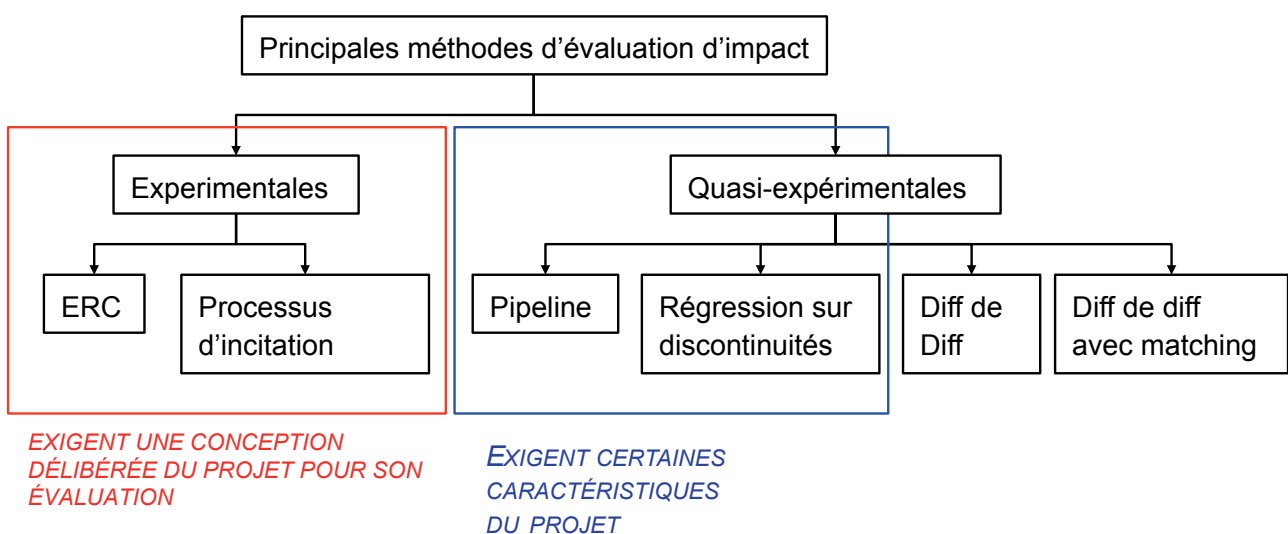 Principales méthodes d’évaluation d’impact
Experimentales
Quasi-expérimentales
ERC
Processus
d’incitation
Pipeline
Régression sur
discontinuités
Diff de
Diff
Diff de diff
avec matching
EXIGENT UNE CONCEPTION
DÉLIBÉRÉE DU PROJET POUR SON
ÉVALUATION
EXIGENT CERTAINES
CARACTÉRISTIQUES
DU PROJET